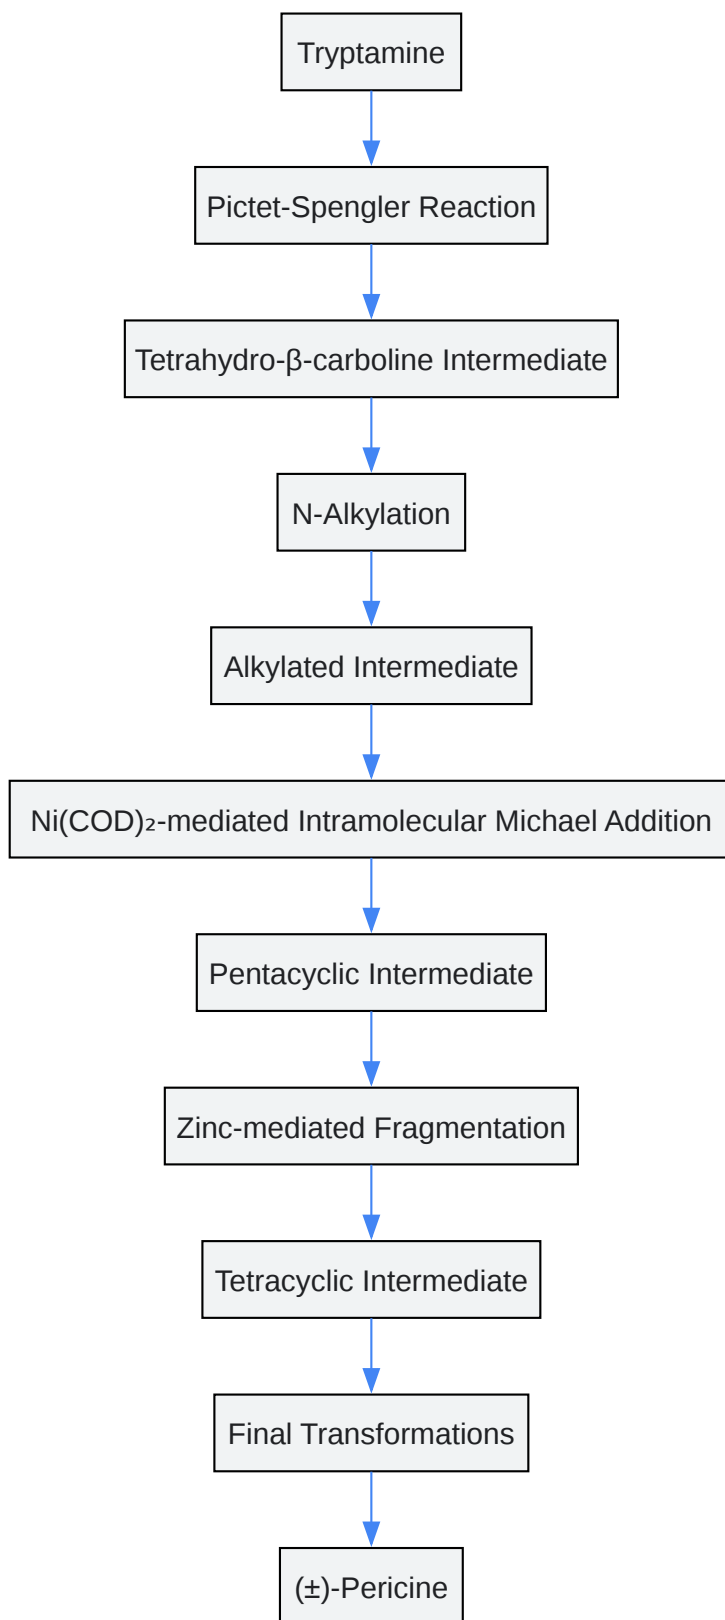 Tryptamine
Pictet-Spengler Reaction
Tetrahydro-β-carboline Intermediate
N-Alkylation
Alkylated Intermediate
Ni(COD)₂-mediated Intramolecular Michael Addition
Pentacyclic Intermediate
Zinc-mediated Fragmentation
Tetracyclic Intermediate
Final Transformations
(±)-Pericine